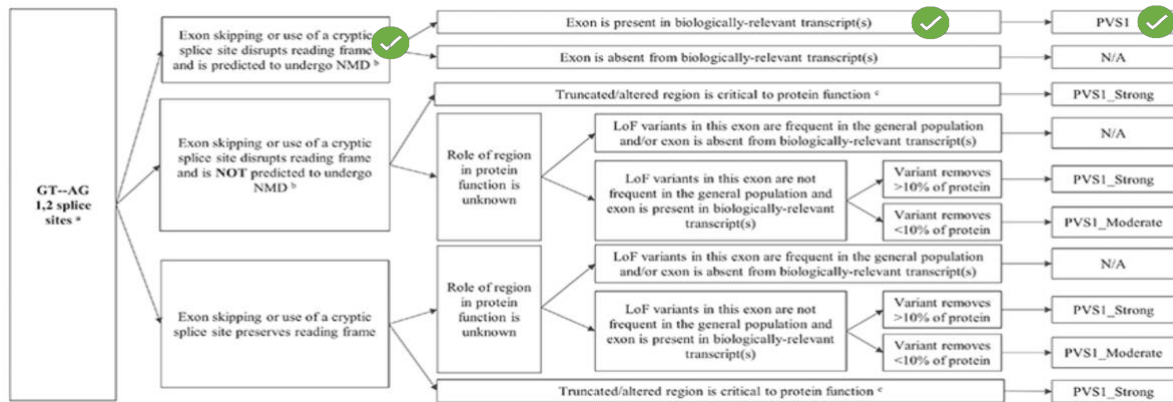 GT--AG
1,2 splice
sites ᵃ
Exon skipping or use of a cryptic
splice site disrupts reading frame
and is predicted to undergo NMD ᵇ
Exon is present in biologically-relevant transcript(s)
PVS1
Exon is absent from biologically-relevant transcript(s)
N/A
Exon skipping or use of a cryptic
splice site disrupts reading frame
and is NOT predicted to undergo
NMD ᵇ
Truncated/altered region is critical to protein function ᶜ
PVS1_Strong
Role of region
in protein
function is
unknown
LoF variants in this exon are frequent in the general population
and/or exon is absent from biologically-relevant transcript(s)
N/A
LoF variants in this exon are not
frequent in the general population and
exon is present in biologically-relevant
transcript(s)
Variant removes
>10% of protein
PVS1_Strong
Variant removes
<10% of protein
PVS1_Moderate
Exon skipping or use of a cryptic
splice site preserves reading frame
Role of region
in protein
function is
unknown
LoF variants in this exon are frequent in the general population
and/or exon is absent from biologically-relevant transcript(s)
N/A
LoF variants in this exon are not
frequent in the general population and
exon is present in biologically-relevant
transcript(s)
Variant removes
>10% of protein
PVS1_Strong
Variant removes
<10% of protein
PVS1_Moderate
Truncated/altered region is critical to protein function ᶜ
PVS1_Strong